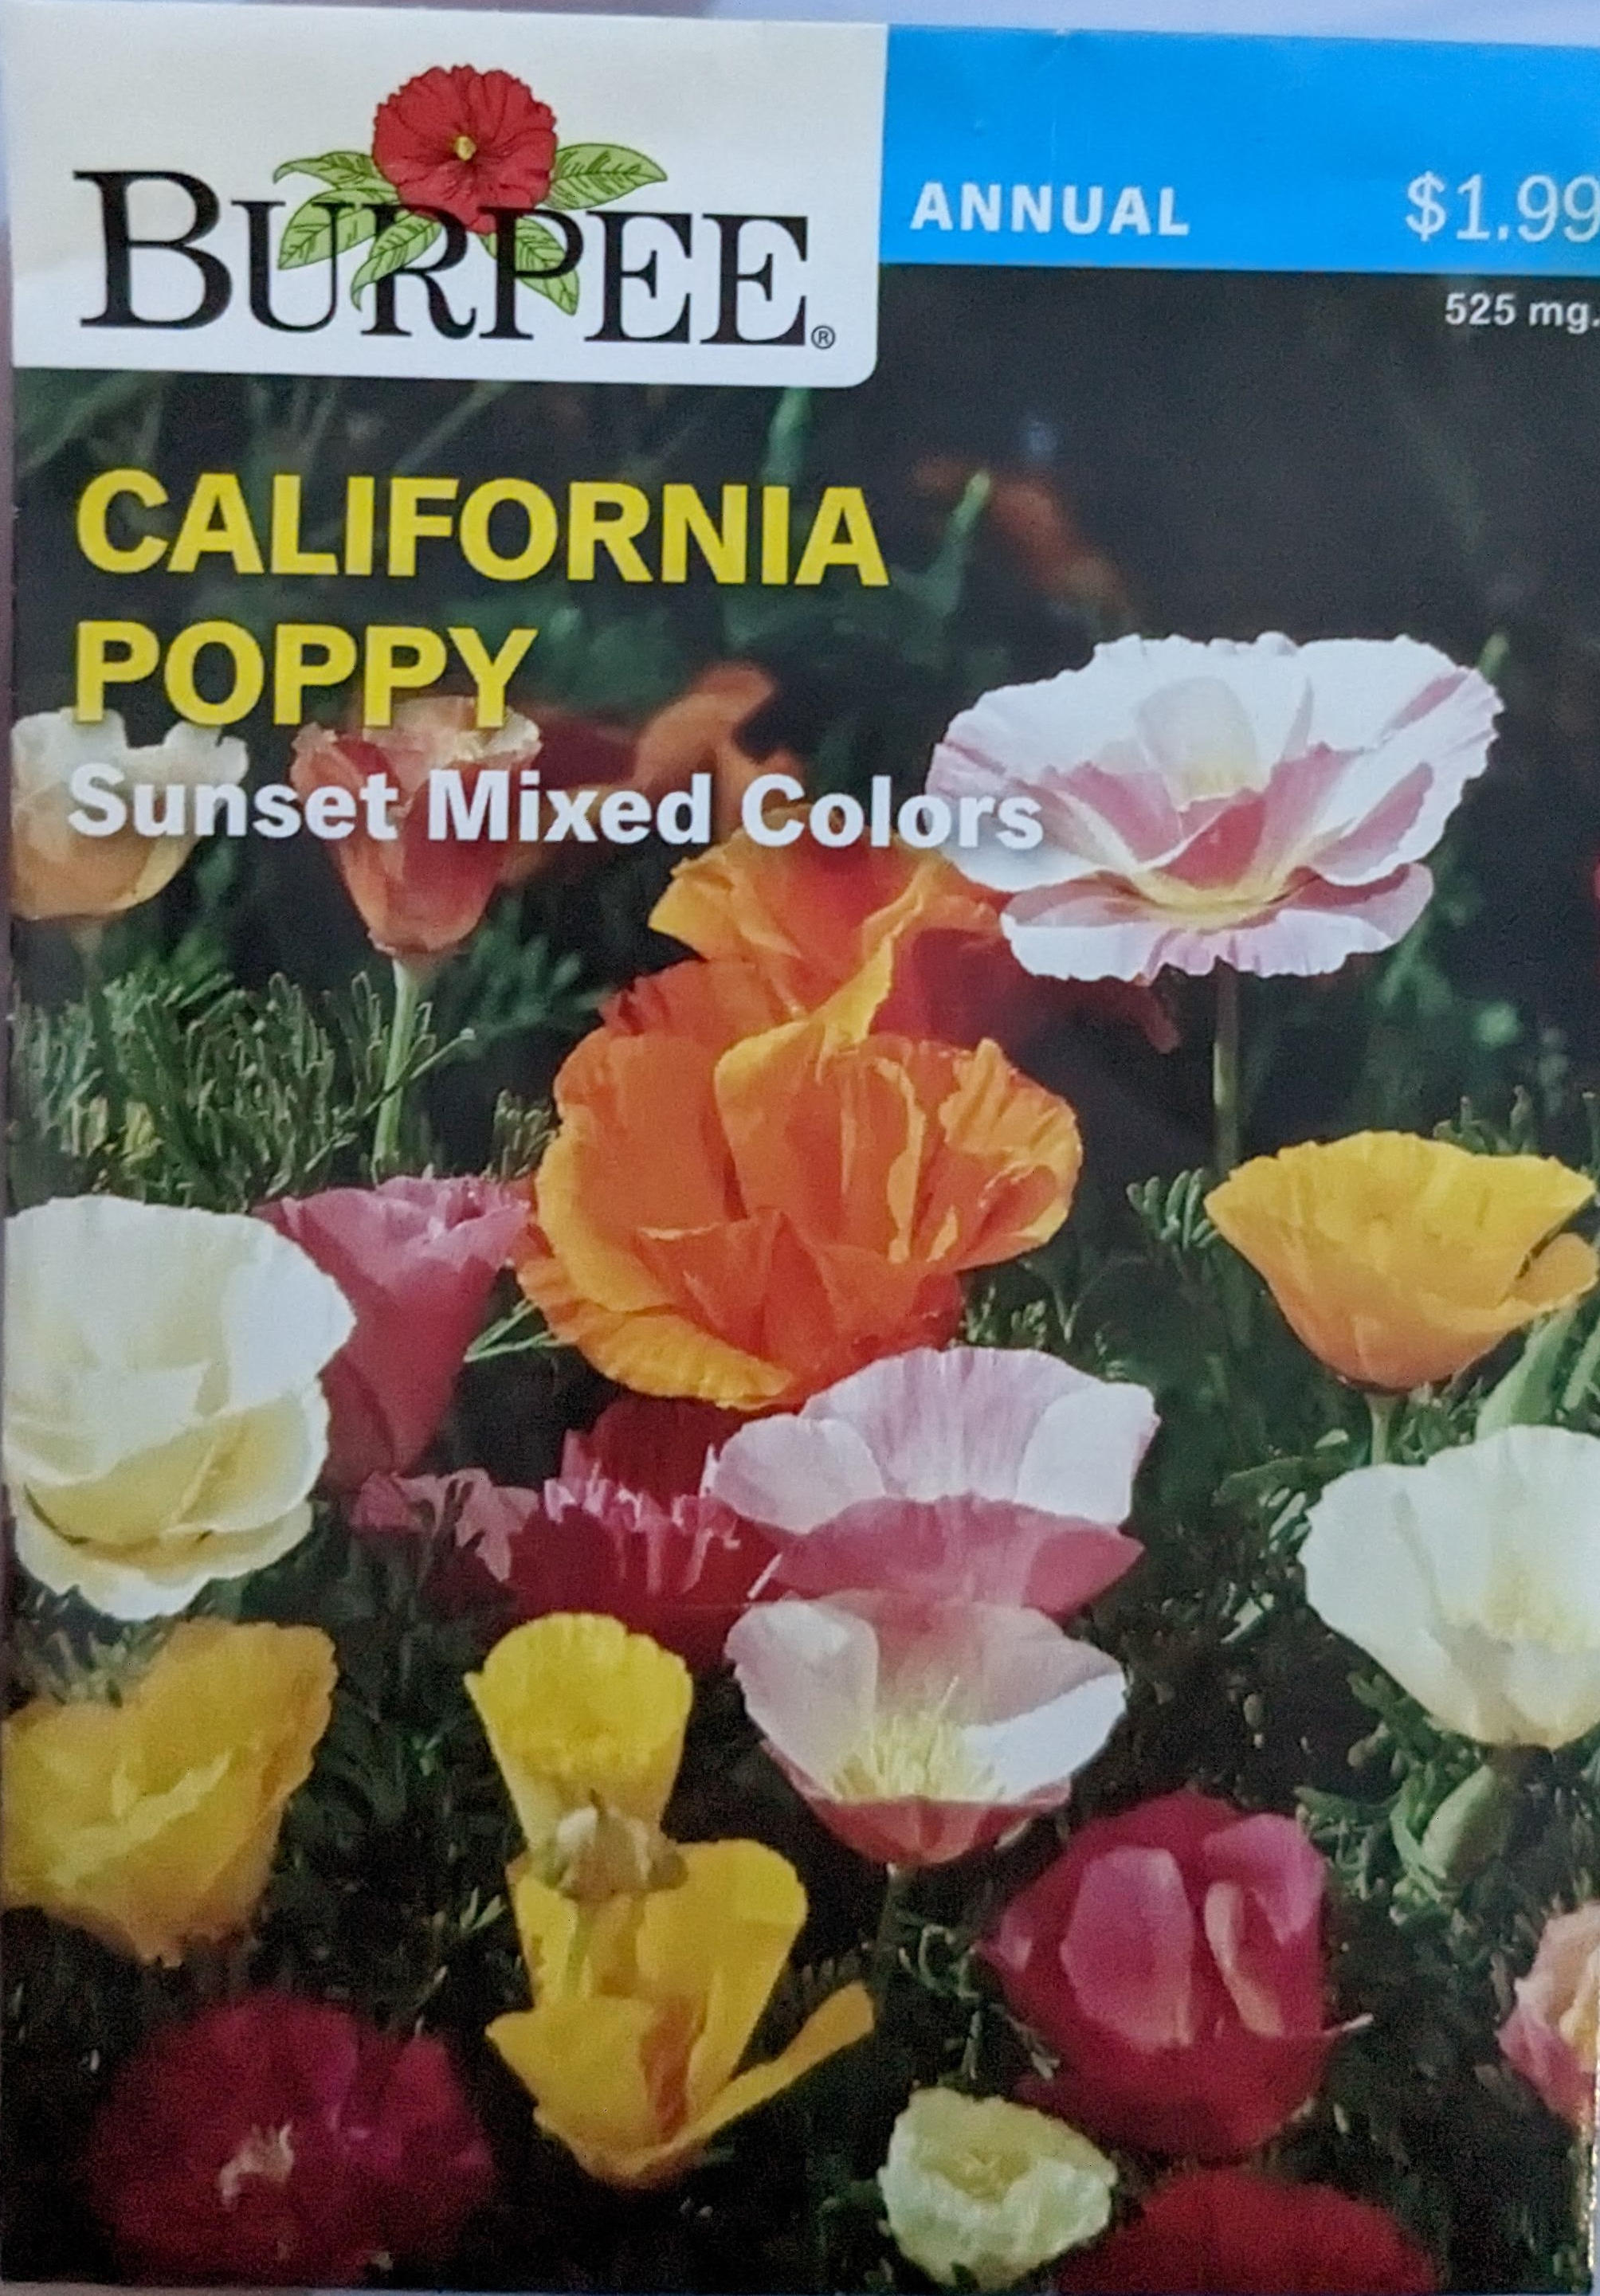 BURPEE®
ANNUAL $1.99
525 mg.
CALIFORNIA
POPPY
Sunset Mixed Colors